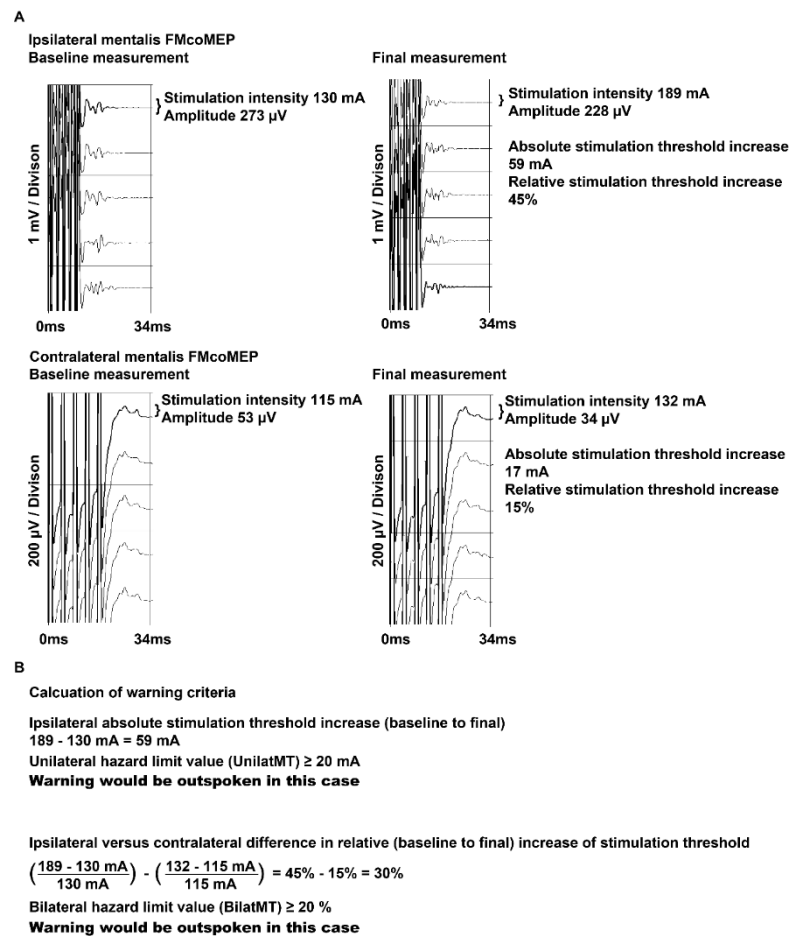 A
Ipsilateral mentalis FMcoMEP
Baseline measurement
Final measurement
1 mV / Divison
} Stimulation intensity 130 mA
Amplitude 273 µV
0ms 34ms
1 mV / Divison
} Stimulation intensity 189 mA
Amplitude 228 µV
Absolute stimulation threshold increase
59 mA
Relative stimulation threshold increase
45%
0ms 34ms
Contralateral mentalis FMcoMEP
Baseline measurement
Final measurement
200 µV / Divison
} Stimulation intensity 115 mA
Amplitude 53 µV
0ms 34ms
200 µV / Divison
} Stimulation intensity 132 mA
Amplitude 34 µV
Absolute stimulation threshold increase
17 mA
Relative stimulation threshold increase
15%
0ms 34ms
B
Calcuation of warning criteria
Ipsilateral absolute stimulation threshold increase (baseline to final)
189 - 130 mA = 59 mA
Unilateral hazard limit value (UnilatMT) ≥ 20 mA
Warning would be outspoken in this case
Ipsilateral versus contralateral difference in relative (baseline to final) increase of stimulation threshold
(189 - 130 mA / 130 mA) - (132 - 115 mA / 115 mA) = 45% - 15% = 30%
Bilateral hazard limit value (BilatMT) ≥ 20 %
Warning would be outspoken in this case